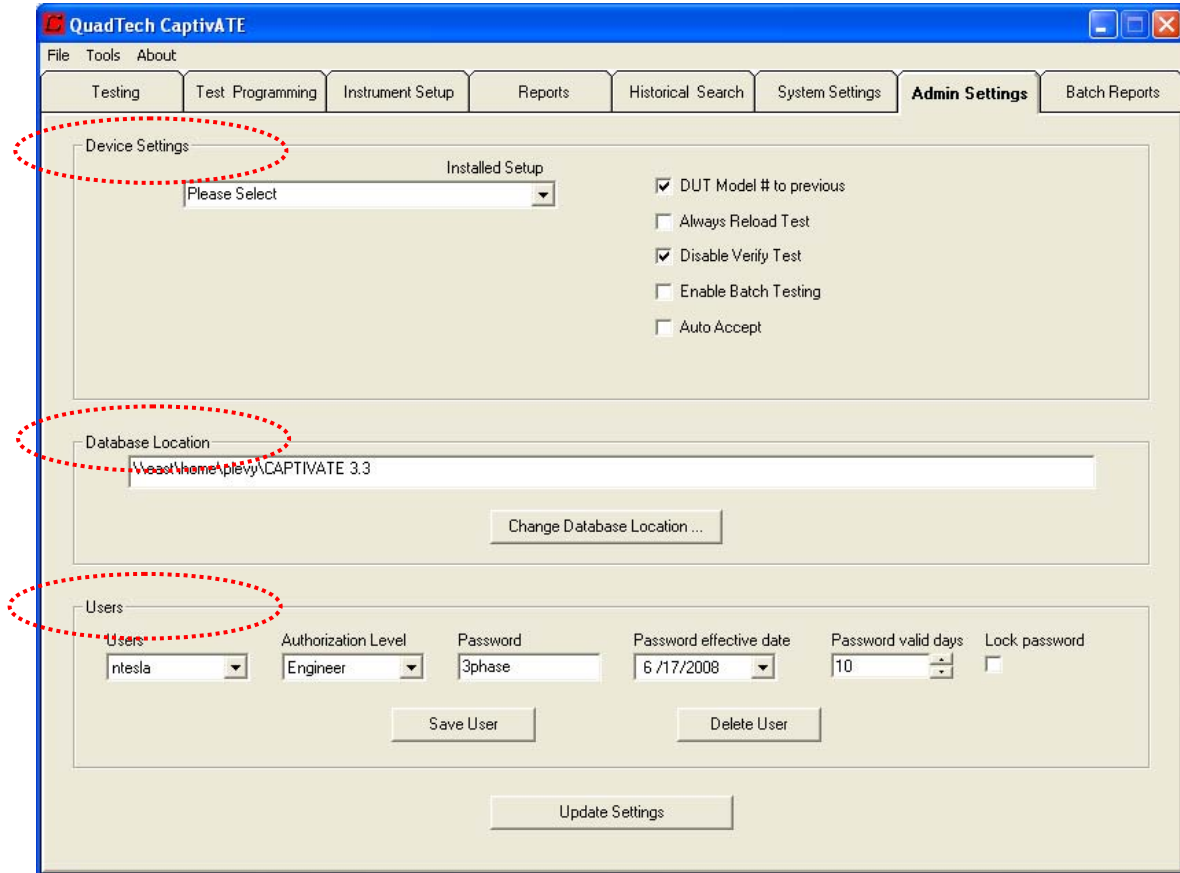 QuadTech CaptivATE
File Tools About
Testing Test Programming Instrument Setup Reports Historical Search System Settings Admin Settings Batch Reports
Device Settings
Installed Setup
Please Select
DUT Model # to previous
Always Reload Test
Disable Verify Test
Enable Batch Testing
Auto Accept
Database Location
\\east\home\plevy\CAPTIVATE 3.3
Change Database Location ...
Users
Users Authorization Level Password Password effective date Password valid days Lock password
ntesla Engineer 3phase 6 /17/2008 10
Save User Delete User
Update Settings